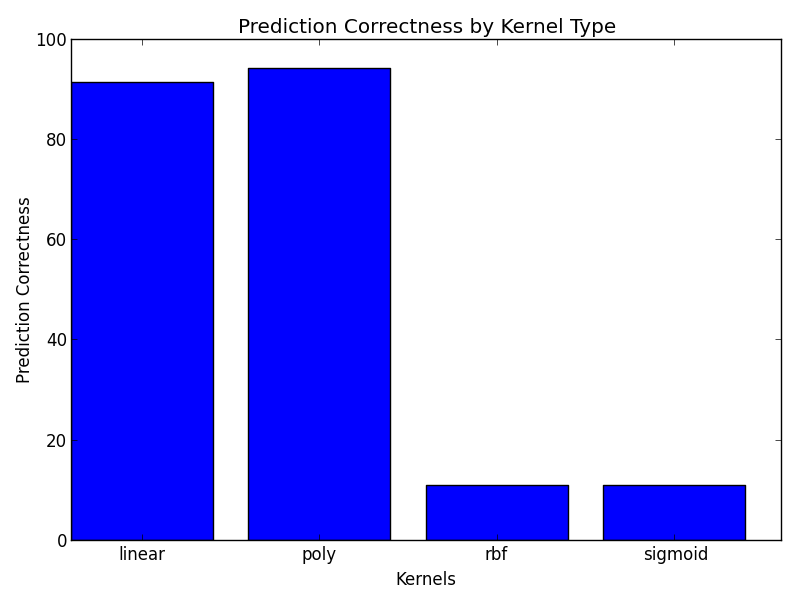 Prediction Correctness by Kernel Type
100
80
60
40
20
0
Prediction Correctness
linear
poly
rbf
sigmoid
Kernels